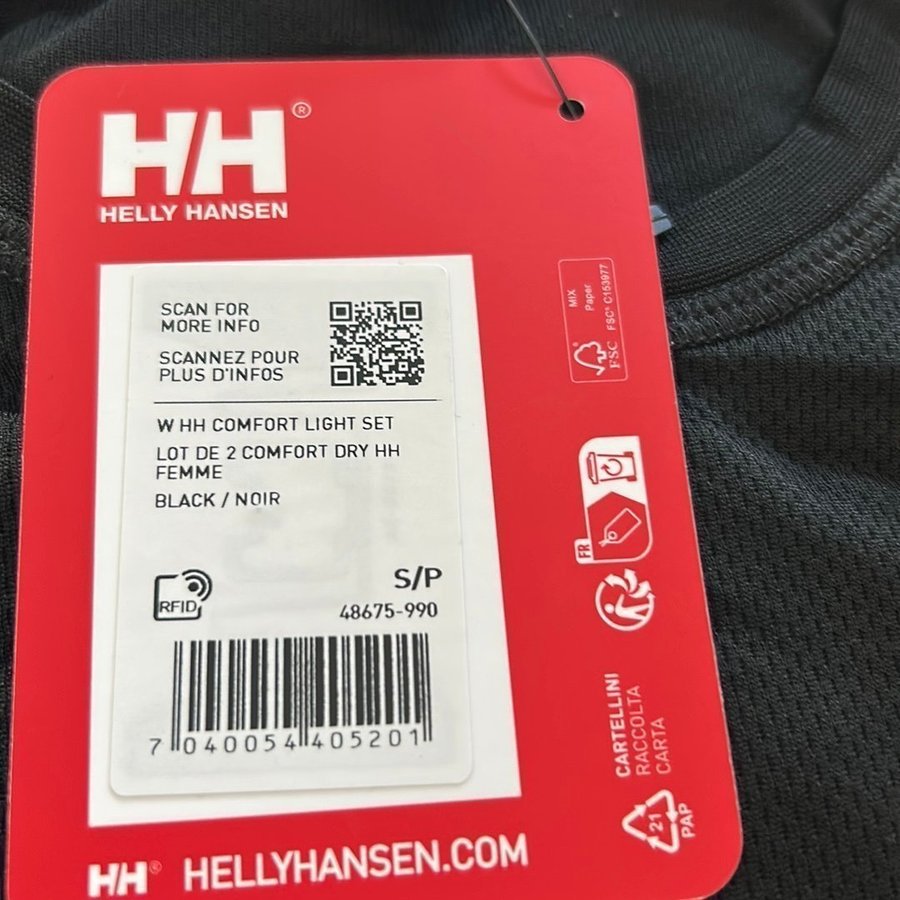 HH®
HELLY HANSEN
SCAN FOR
MORE INFO
SCANNEZ POUR
PLUS D'INFOS
W HH COMFORT LIGHT SET
LOT DE 2 COMFORT DRY HH
FEMME
BLACK / NOIR
RFID
S/P
48675-990
7 040054 405201
HH® HELLYHANSEN.COM
MIX
Paper
FSC® C153977
FSC
FR
CARTELLINI
RACCOLTA
CARTA
21
PAP